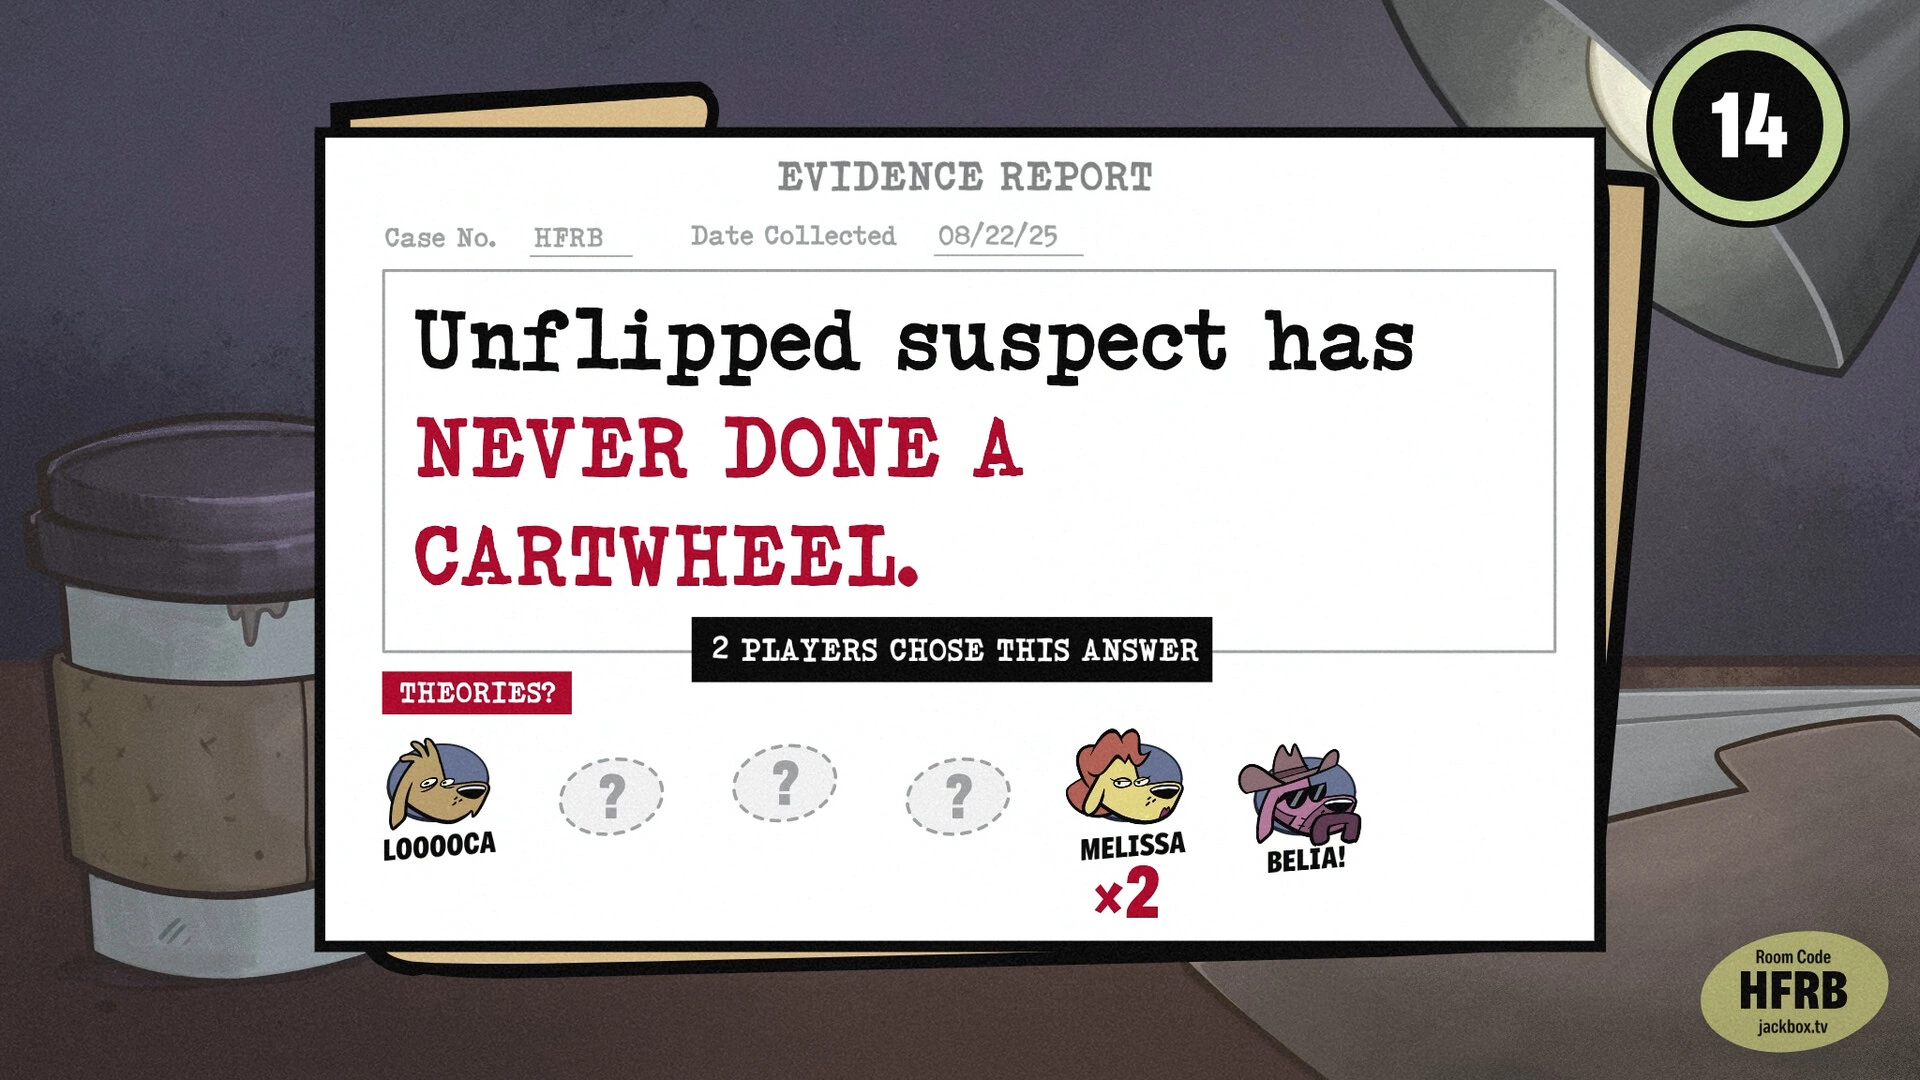 14
EVIDENCE REPORT
Case No. HFRB Date Collected 08/22/25
Unflipped suspect has
NEVER DONE A
CARTWHEEL.
2 PLAYERS CHOSE THIS ANSWER
THEORIES?
? ? ?
LOOOOCA MELISSA BELIA!
×2
Room Code
HFRB
jackbox.tv